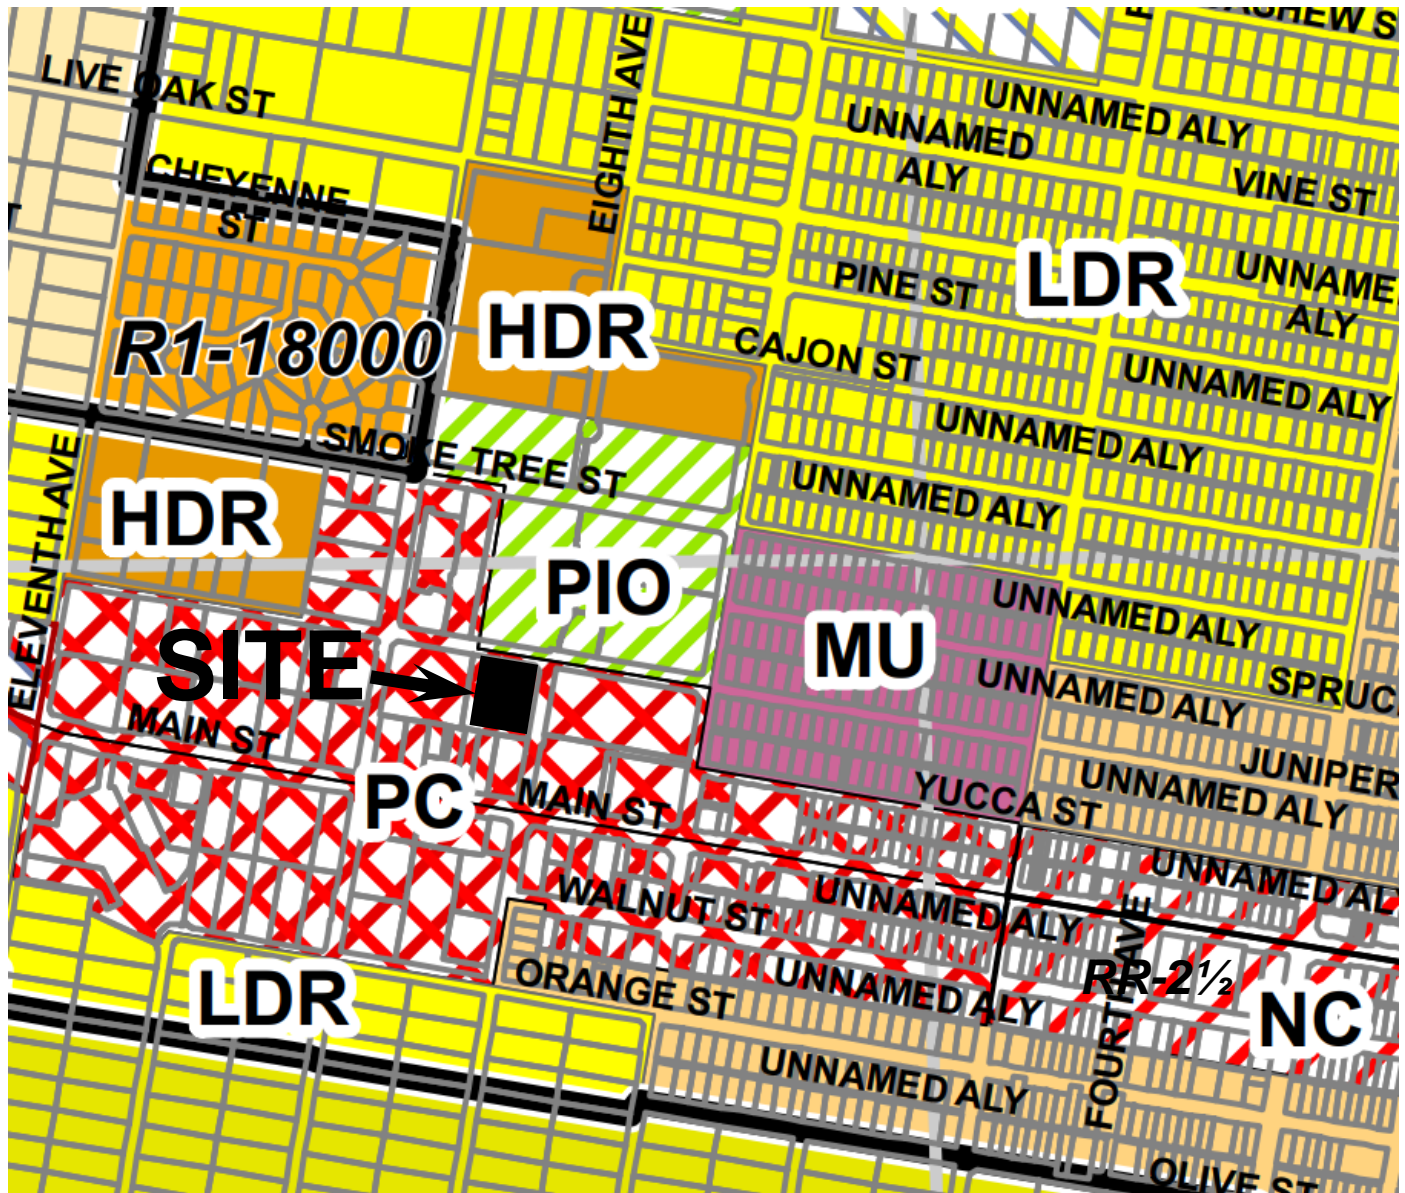 CASHEW S
LIVE OAK ST
EIGHTH AVE
UNNAMED ALY
UNNAMED
ALY
CHEYENNE
ST
VINE ST
LDR
PINE ST
UNNAME
ALY
R1-18000
HDR
CAJON ST
UNNAMED ALY
SMOKE TREE ST
UNNAMED ALY
ELEVENTH AVE
HDR
UNNAMED ALY
PIO
UNNAMED ALY
MU
SITE
UNNAMED ALY
SPRUC
MAIN ST
JUNIPER
PC
MAIN ST
YUCCA ST
UNNAMED ALY
UNNAMED AL
WALNUT ST
UNNAMED ALY
FOURTH AVE
RR-2½
LDR
ORANGE ST
UNNAMED ALY
NC
UNNAMED ALY
OLIVE ST